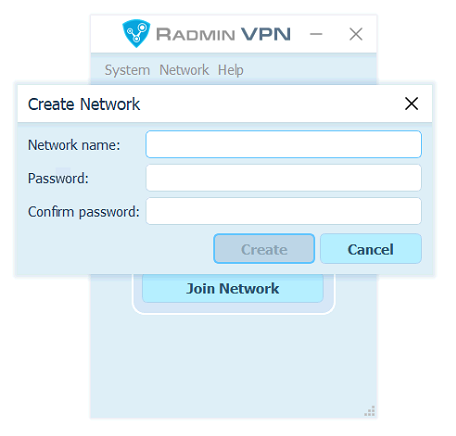 RADMIN VPN
System Network Help
Create Network
Network name:
Password:
Confirm password:
Create Cancel
Join Network